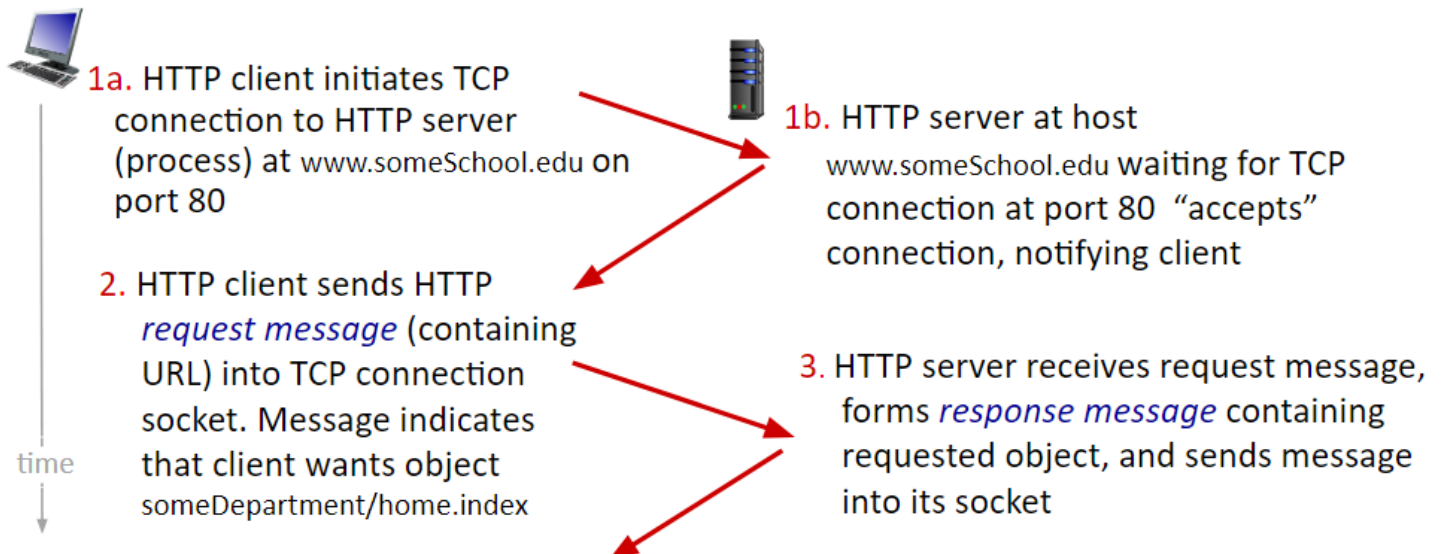 1a. HTTP client initiates TCP
connection to HTTP server
(process) at www.someSchool.edu on
port 80
1b. HTTP server at host
www.someSchool.edu waiting for TCP
connection at port 80 “accepts”
connection, notifying client
2. HTTP client sends HTTP
request message (containing
URL) into TCP connection
socket. Message indicates
that client wants object
someDepartment/home.index
3. HTTP server receives request message,
forms response message containing
requested object, and sends message
into its socket
time